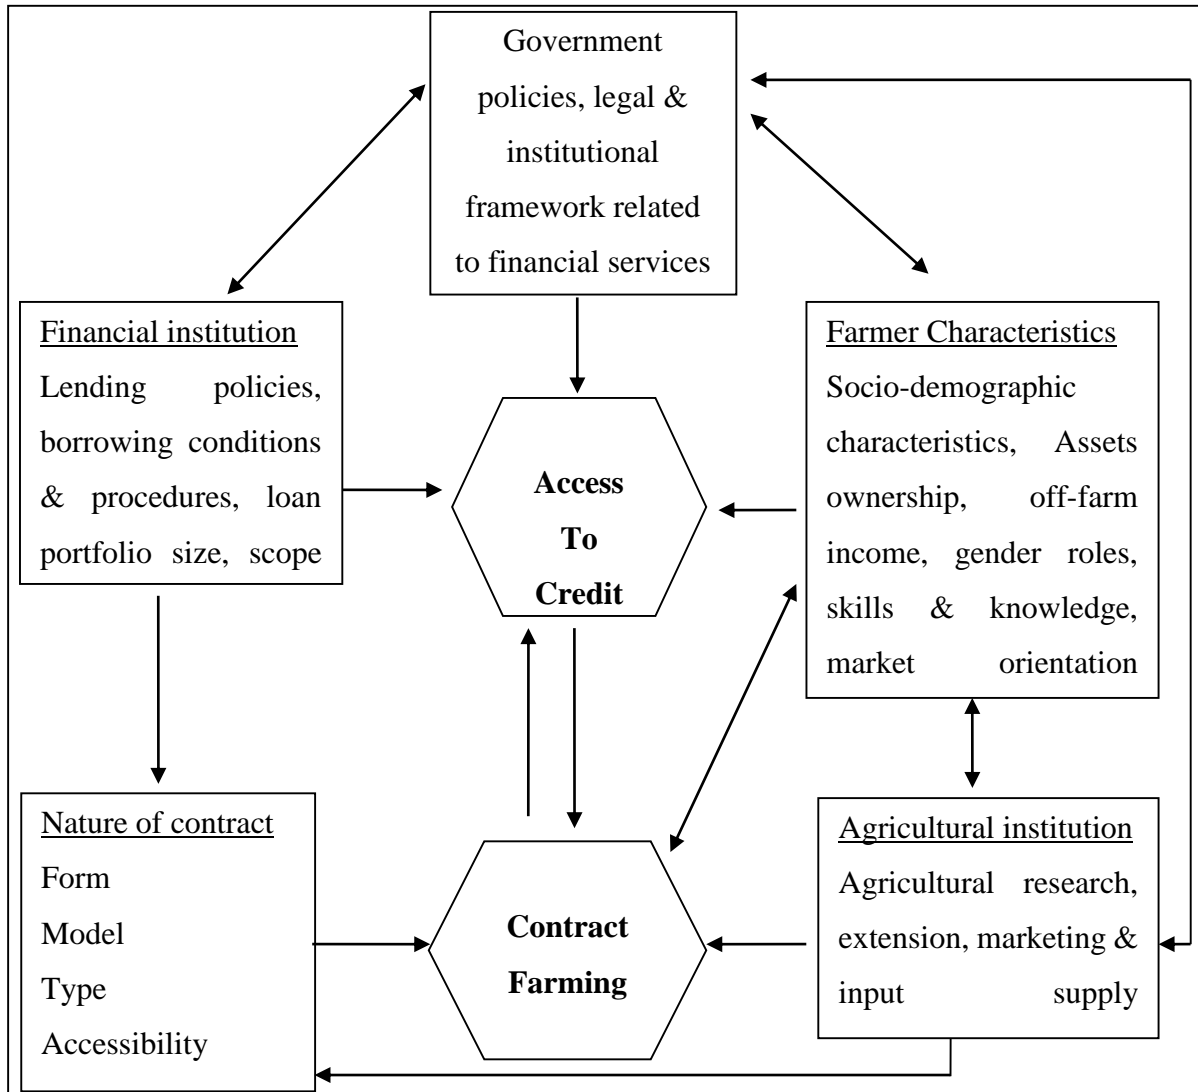 Government
policies, legal &
institutional
framework related
to financial services
Financial institution
Lending policies,
borrowing conditions
& procedures, loan
portfolio size, scope
Farmer Characteristics
Socio-demographic
characteristics, Assets
ownership, off-farm
income, gender roles,
skills & knowledge,
market orientation
Access
To
Credit
Nature of contract
Form
Model
Type
Accessibility
Contract
Farming
Agricultural institution
Agricultural research,
extension, marketing &
input supply